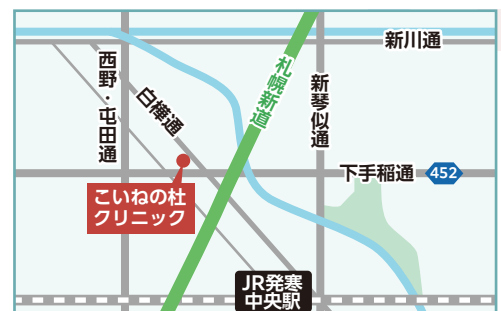 新川通
西野・屯田通
白樺通
札幌新道
新琴似通
下手稲通
452
こいねの杜
クリニック
JR発寒
中央駅